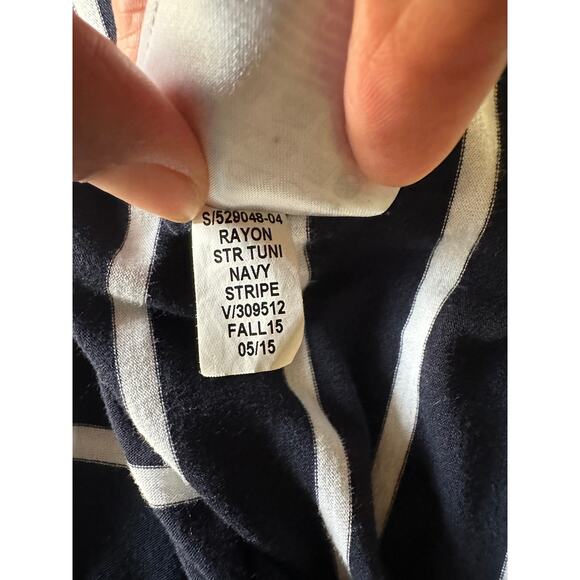 S/529048-04
RAYON
STR TUNI
NAVY
STRIPE
V/309512
FALL15
05/15